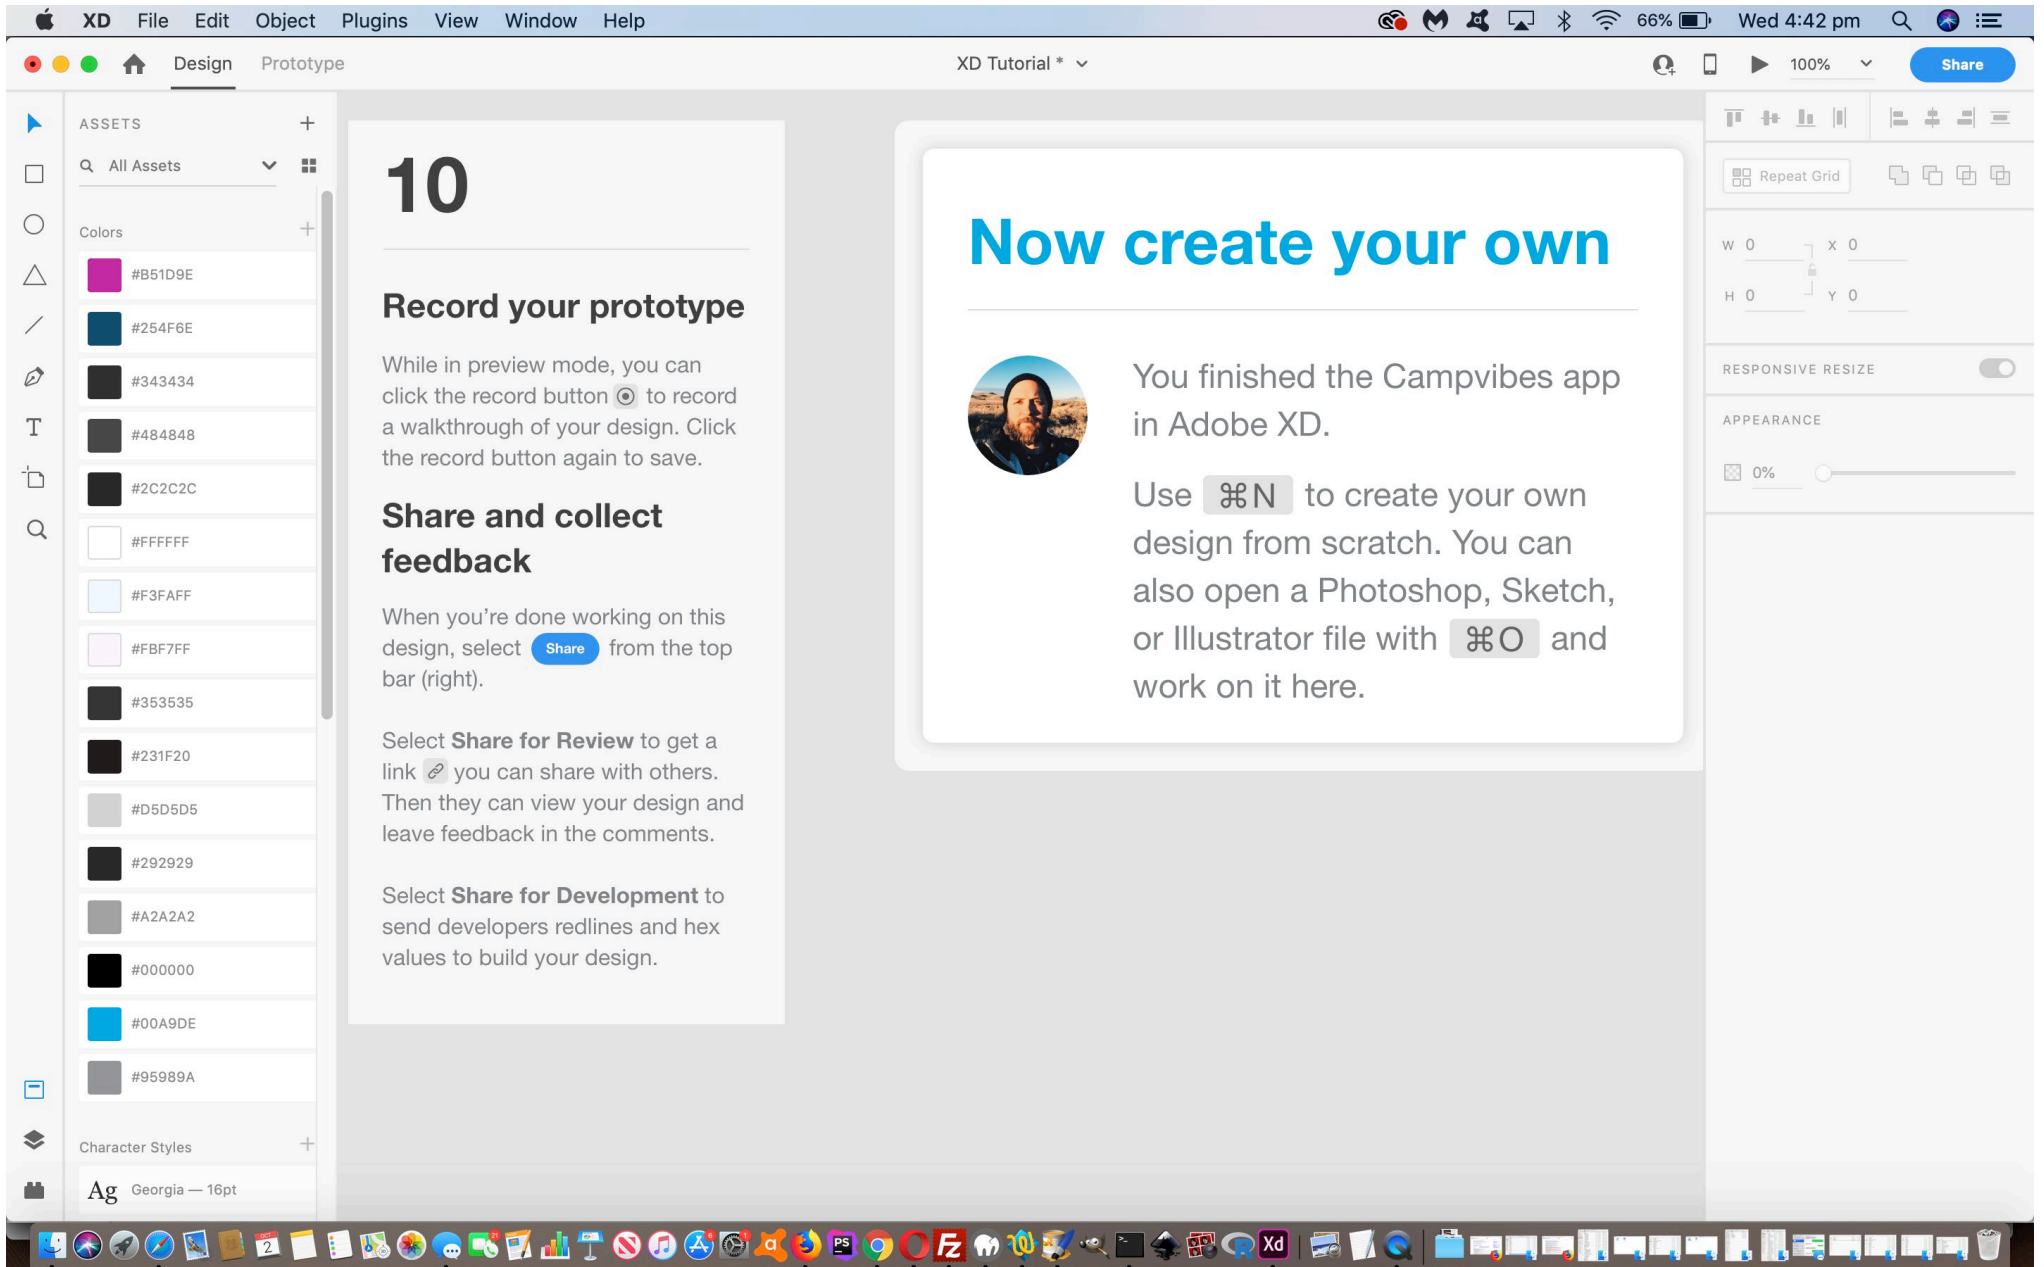 XD File Edit Object Plugins View Window Help 66% Wed 4:42 pm
Design Prototype XD Tutorial * 100% Share
ASSETS
All Assets
Colors
#B51D9E
#254F6E
#343434
#484848
#2C2C2C
#FFFFFF
#F3FAFF
#FBF7FF
#353535
#231F20
#D5D5D5
#292929
#A2A2A2
#000000
#00A9DE
#95989A
Character Styles
Ag Georgia — 16pt
10
Record your prototype
While in preview mode, you can
click the record button to record
a walkthrough of your design. Click
the record button again to save.
Share and collect
feedback
When you’re done working on this
design, select Share from the top
bar (right).
Select Share for Review to get a
link you can share with others.
Then they can view your design and
leave feedback in the comments.
Select Share for Development to
send developers redlines and hex
values to build your design.
Now create your own
You finished the Campvibes app
in Adobe XD.
Use ⌘N to create your own
design from scratch. You can
also open a Photoshop, Sketch,
or Illustrator file with ⌘O and
work on it here.
Repeat Grid
W 0 X 0
H 0 Y 0
RESPONSIVE RESIZE
APPEARANCE
0%
OCT
2
PS
FZ
Xd